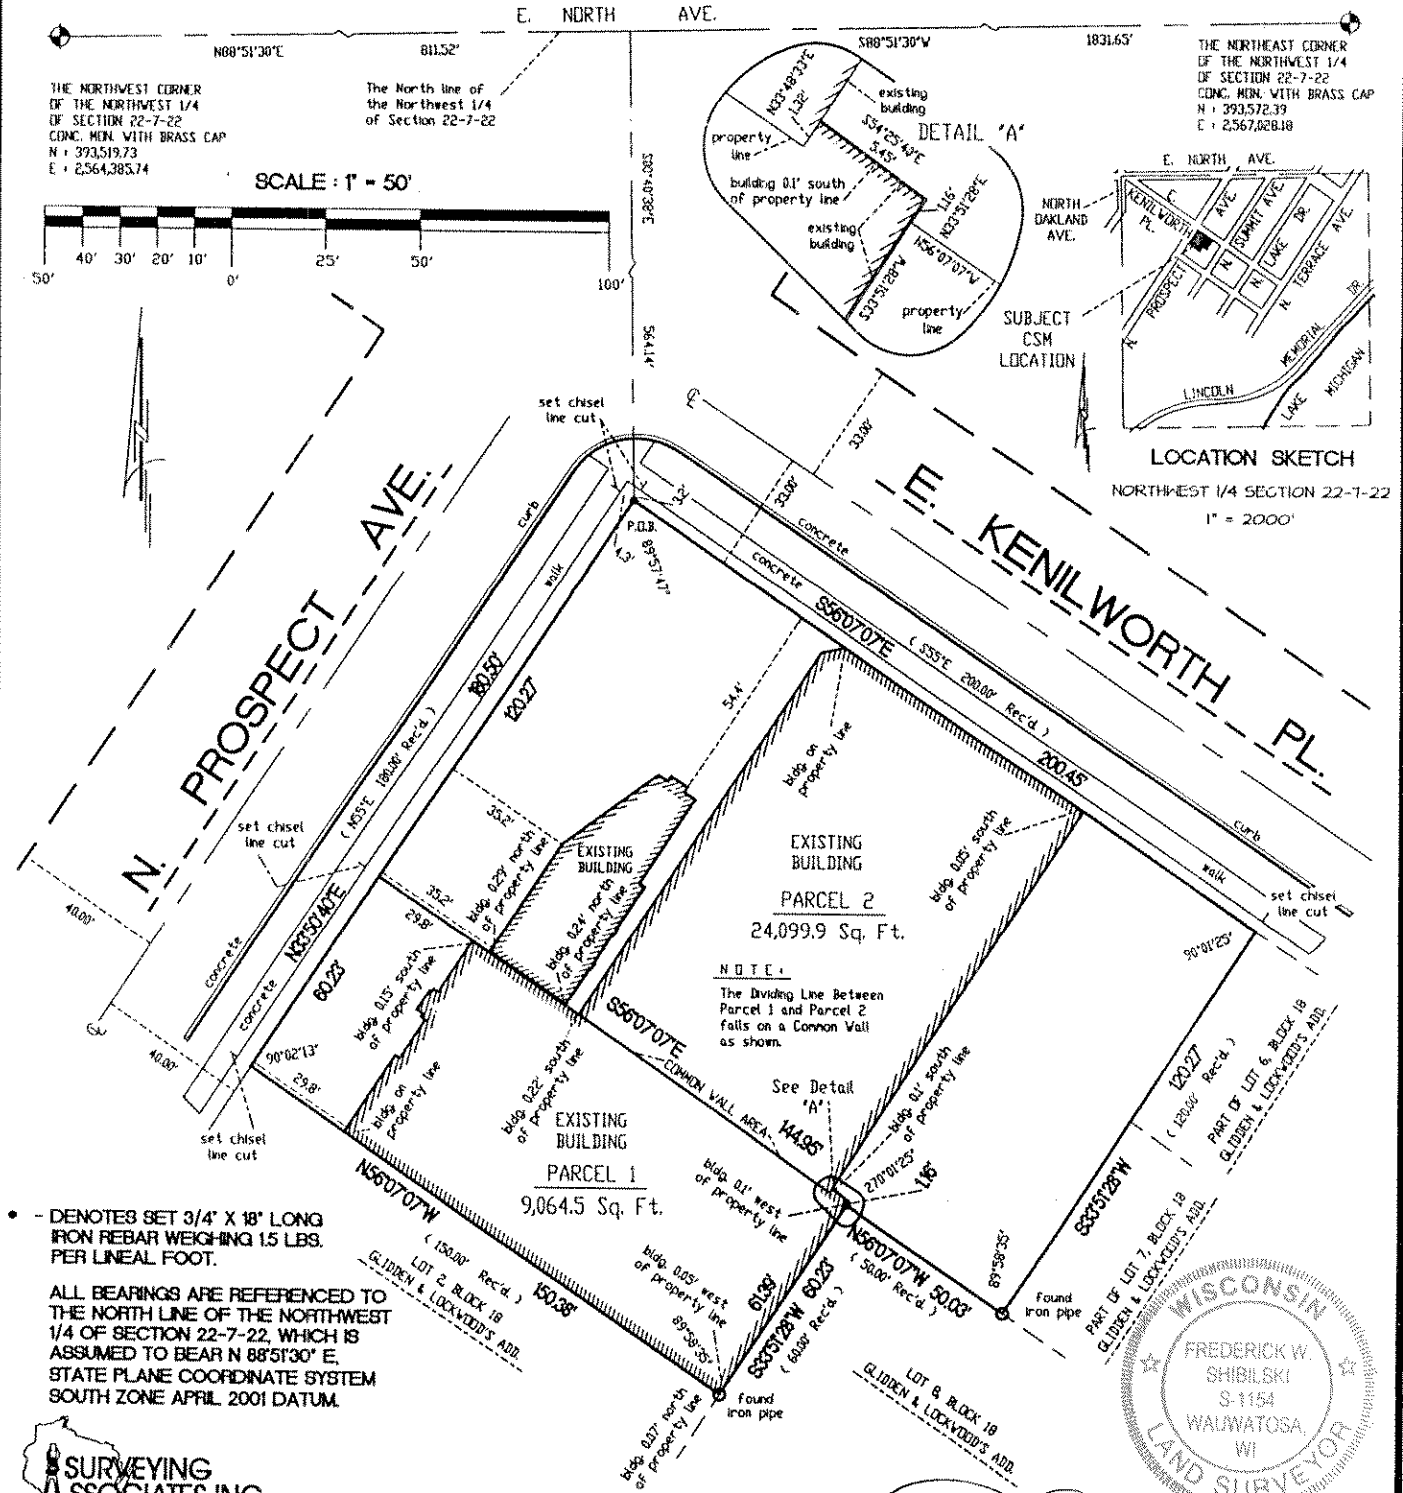 E. NORTH AVE.
N88°51'30"E
811.52'
S88°51'30"W
1831.65'
THE NORTHWEST CORNER
OF THE NORTHWEST 1/4
OF SECTION 22-7-22
CONC. MON. WITH BRASS CAP
N : 393,519.73
E : 2,564,385.74
The North line of
the Northwest 1/4
of Section 22-7-22
THE NORTHEAST CORNER
OF THE NORTHWEST 1/4
OF SECTION 22-7-22
CONC. MON. WITH BRASS CAP
N : 393,572.39
E : 2,567,028.18
SCALE : 1" = 50'
50' 40' 30' 20' 10' 0' 25' 50' 100'
S00°40'38"E
564.14'
DETAIL "A"
N33°48'33"E
1.32'
existing
building
property
line
S54°25'43"E
5.45'
building 0.1' south
of property line
1.16'
N33°51'28"E
existing
building
N56°07'07"W
S33°51'28"W
property
line
E. NORTH AVE.
NORTH
OAKLAND
AVE.
E.
KENILWORTH
PL.
AVE.
SUMMIT AVE.
N.
LAKE DR.
N.
N. TERRACE AVE.
N. PROSPECT
LINCOLN MEMORIAL DR.
LAKE MICHIGAN
SUBJECT
CSM
LOCATION
LOCATION SKETCH
NORTHWEST 1/4 SECTION 22-7-22
1" = 2000'
set chisel
line cut
33.00'
33.00'
E. KENILWORTH PL.
N. PROSPECT AVE.
curb
walk
concrete
concrete
3.2'
P.O.B.
4.3'
89°57'47"
S56°07'07"E
( S55°E 200.00' Rec'd. )
200.45'
curb
walk
set chisel
line cut
180.50'
120.27'
( N35°E 180.00' Rec'd. )
54.4'
bldg. on
property line
35.2'
EXISTING
BUILDING
bldg. 0.29' north
of property line
EXISTING
BUILDING
PARCEL 2
24,099.9 Sq. Ft.
bldg. 0.05' south
of property line
set chisel
line cut
40.00'
35.2'
29.8'
N33°50'40"E
bldg. 0.24' north
of property line
NOTE:
The Dividing Line Between
Parcel 1 and Parcel 2
falls on a Common Wall
as shown.
90°01'25"
60.23'
concrete
concrete
bldg. 0.15' south
of property line
S56°07'07"E
COMMON WALL AREA
144.95'
120.27'
( 120.00' Rec'd. )
PART OF LOT 6, BLOCK 18
GLIDDEN & LOCKWOOD'S ADD.
40.00'
90°02'13"
29.8'
bldg. on
property line
bldg. 0.22' south
of property line
See Detail
"A"
bldg. 0.1' south
of property line
270°01'25"
1.16'
S33°51'28"W
set chisel
line cut
EXISTING
BUILDING
PARCEL 1
9,064.5 Sq. Ft.
bldg. 0.1' west
of property line
N56°07'07"W
( 150.00' Rec'd. )
150.38'
LOT 2, BLOCK 18
GLIDDEN & LOCKWOOD'S ADD.
bldg. 0.05' west
of property line
89°58'35"
61.39'
S33°51'28"W 60.23'
( 60.00' Rec'd. )
N56°07'07"W 50.03'
( 50.00' Rec'd. )
89°58'35"
found
iron pipe
PART OF LOT 7, BLOCK 18
GLIDDEN & LOCKWOOD'S ADD.
found
iron pipe
bldg. 0.07' north
of property line
LOT 8, BLOCK 18
GLIDDEN & LOCKWOOD'S ADD.
- DENOTES SET 3/4" X 18" LONG
IRON REBAR WEIGHING 1.5 LBS.
PER LINEAL FOOT.
ALL BEARINGS ARE REFERENCED TO
THE NORTH LINE OF THE NORTHWEST
1/4 OF SECTION 22-7-22, WHICH IS
ASSUMED TO BEAR N 88°51'30" E,
STATE PLANE COORDINATE SYSTEM
SOUTH ZONE APRIL 2001 DATUM.
SURVEYING
ASSOCIATES INC.
WISCONSIN
FREDERICK W.
SHIBILSKI
S-1154
WAUWATOSA,
WI
LAND SURVEYOR